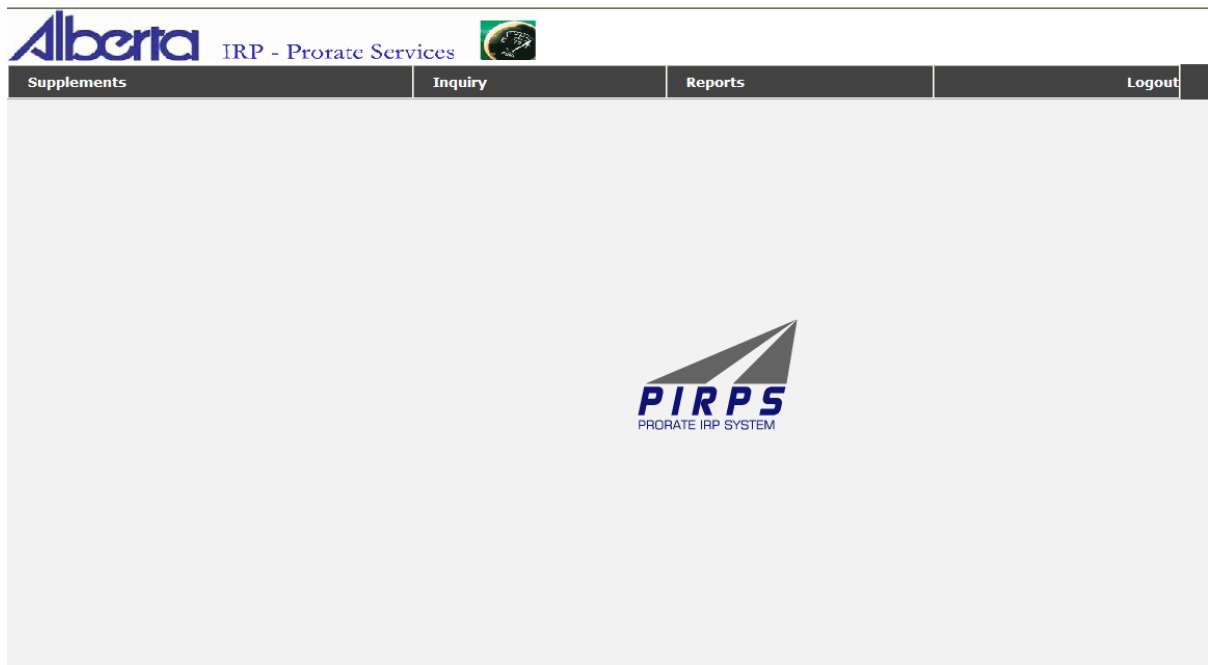 Alberta IRP - Prorate Services
Supplements Inquiry Reports Logout
PIRPS
PRORATE IRP SYSTEM